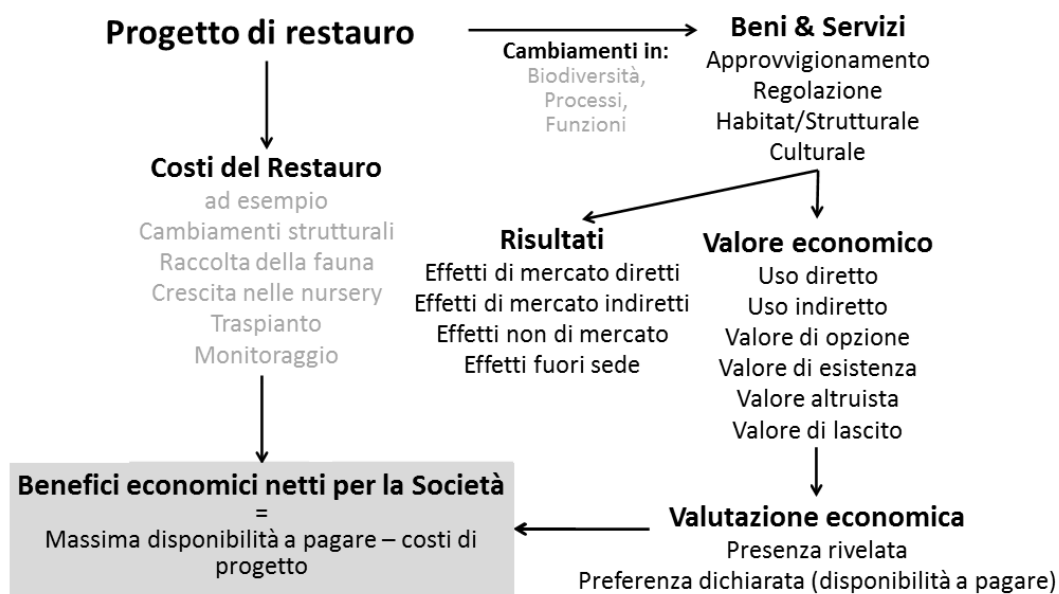 Progetto di restauro
Cambiamenti in:
Biodiversità,
Processi,
Funzioni
Beni & Servizi
Approvvigionamento
Regolazione
Habitat/Strutturale
Culturale
Costi del Restauro
ad esempio
Cambiamenti strutturali
Raccolta della fauna
Crescita nelle nursery
Traspianto
Monitoraggio
Risultati
Effetti di mercato diretti
Effetti di mercato indiretti
Effetti non di mercato
Effetti fuori sede
Valore economico
Uso diretto
Uso indiretto
Valore di opzione
Valore di esistenza
Valore altruista
Valore di lascito
Benefici economici netti per la Società
=
Massima disponibilità a pagare – costi di
progetto
Valutazione economica
Presenza rivelata
Preferenza dichiarata (disponibilità a pagare)